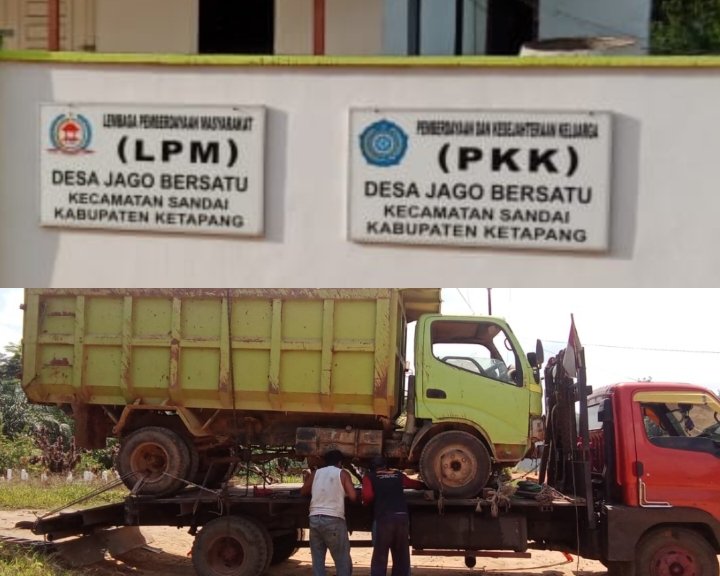 LEMBAGA PEMBERDAYAAN MASYARAKAT
(LPM)
DESA JAGO BERSATU
KECAMATAN SANDAI
KABUPATEN KETAPANG
PEMBERDAYAAN DAN KESEJAHTERAAN KELUARGA
(PKK)
DESA JAGO BERSATU
KECAMATAN SANDAI
KABUPATEN KETAPANG